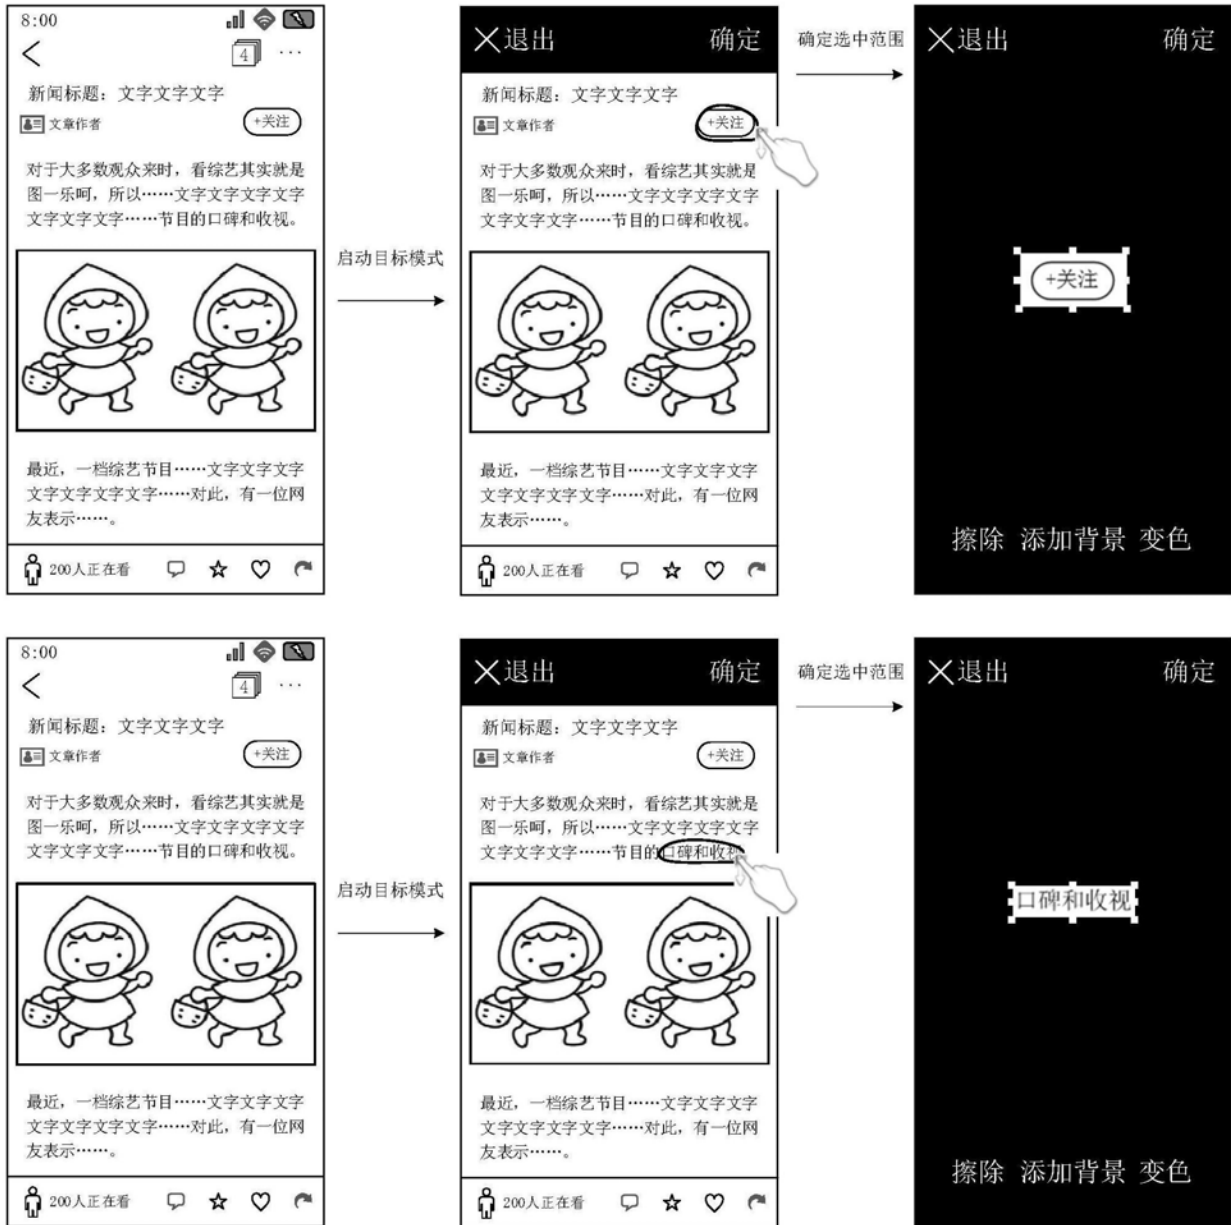 8:00
4 ···
新闻标题：文字文字文字
文章作者 +关注
对于大多数观众来时，看综艺其实就是
图一乐呵，所以……文字文字文字文字
文字文字文字……节目的口碑和收视。
最近，一档综艺节目……文字文字文字
文字文字文字文字……对此，有一位网
友表示……。
200人正在看
启动目标模式
退出 确定
新闻标题：文字文字文字
文章作者 +关注
对于大多数观众来时，看综艺其实就是
图一乐呵，所以……文字文字文字文字
文字文字文字……节目的口碑和收视。
最近，一档综艺节目……文字文字文字
文字文字文字文字……对此，有一位网
友表示……。
200人正在看
确定选中范围
退出 确定
+关注
擦除 添加背景 变色
8:00
4 ···
新闻标题：文字文字文字
文章作者 +关注
对于大多数观众来时，看综艺其实就是
图一乐呵，所以……文字文字文字文字
文字文字文字……节目的口碑和收视。
最近，一档综艺节目……文字文字文字
文字文字文字文字……对此，有一位网
友表示……。
200人正在看
启动目标模式
退出 确定
新闻标题：文字文字文字
文章作者 +关注
对于大多数观众来时，看综艺其实就是
图一乐呵，所以……文字文字文字文字
文字文字文字……节目的口碑和收视
最近，一档综艺节目……文字文字文字
文字文字文字文字……对此，有一位网
友表示……。
200人正在看
确定选中范围
退出 确定
口碑和收视
擦除 添加背景 变色